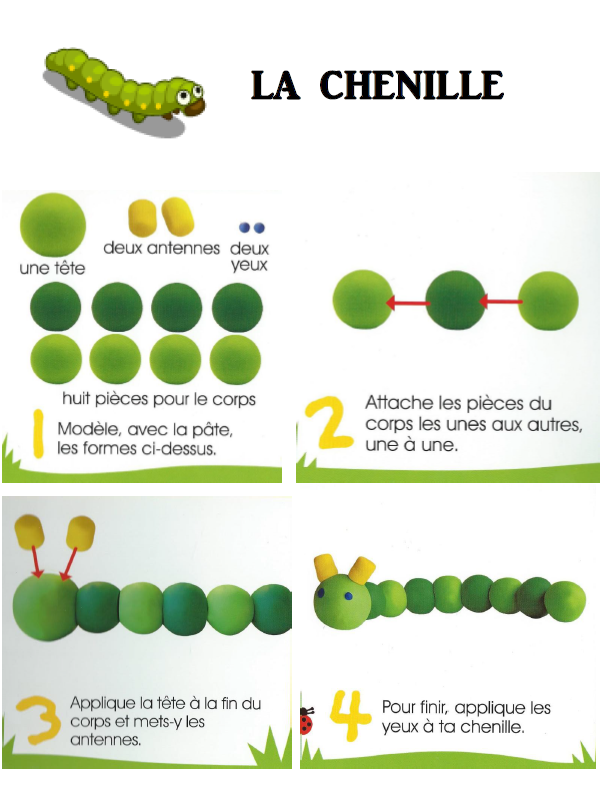 LA CHENILLE
une tête
deux antennes
deux
yeux
huit pièces pour le corps
1 Modèle, avec la pâte,
les formes ci-dessus.
2 Attache les pièces du
corps les unes aux autres,
une à une.
3 Applique la tête à la fin du
corps et mets-y les
antennes.
4 Pour finir, applique les
yeux à ta chenille.